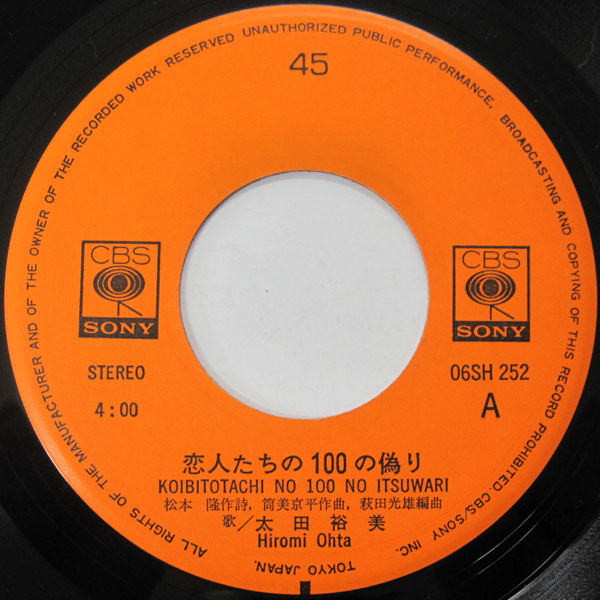 ALL RIGHTS OF THE MANUFACTURER AND OF THE OWNER OF THE RECORDED WORK RESERVED UNAUTHORIZED PUBLIC PERFORMANCE, BROADCASTING AND COPYING OF THIS RECORD PROHIBITED CBS/SONY INC.
TOKYO JAPAN.
45
CBS
SONY
CBS
SONY
STEREO
06SH 252
4:00
A
恋人たちの100の偽り
KOIBITOTACHI NO 100 NO ITSUWARI
松本 隆作詩,筒美京平作曲,萩田光雄編曲
歌/太田裕美
Hiromi Ohta